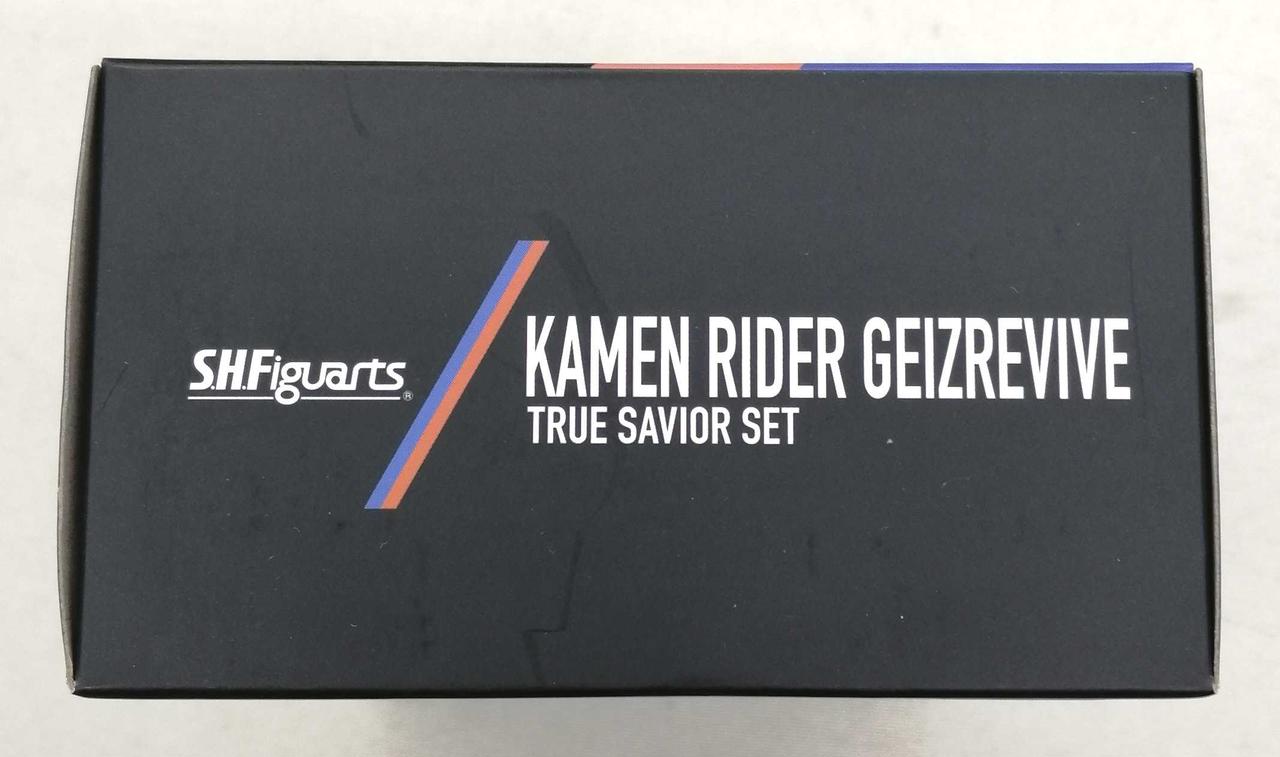 S.H.Figuarts®
KAMEN RIDER GEIZREVIVE
TRUE SAVIOR SET